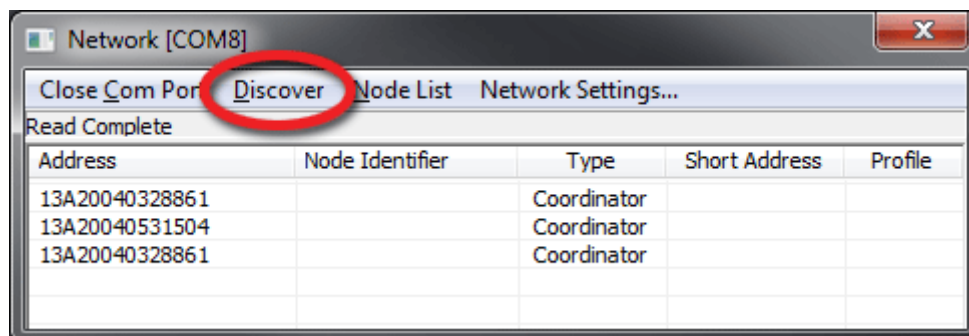 Network [COM8]
Close Com Port Discover Node List Network Settings...
Read Complete
Address Node Identifier Type Short Address Profile
13A20040328861 Coordinator
13A20040531504 Coordinator
13A20040328861 Coordinator